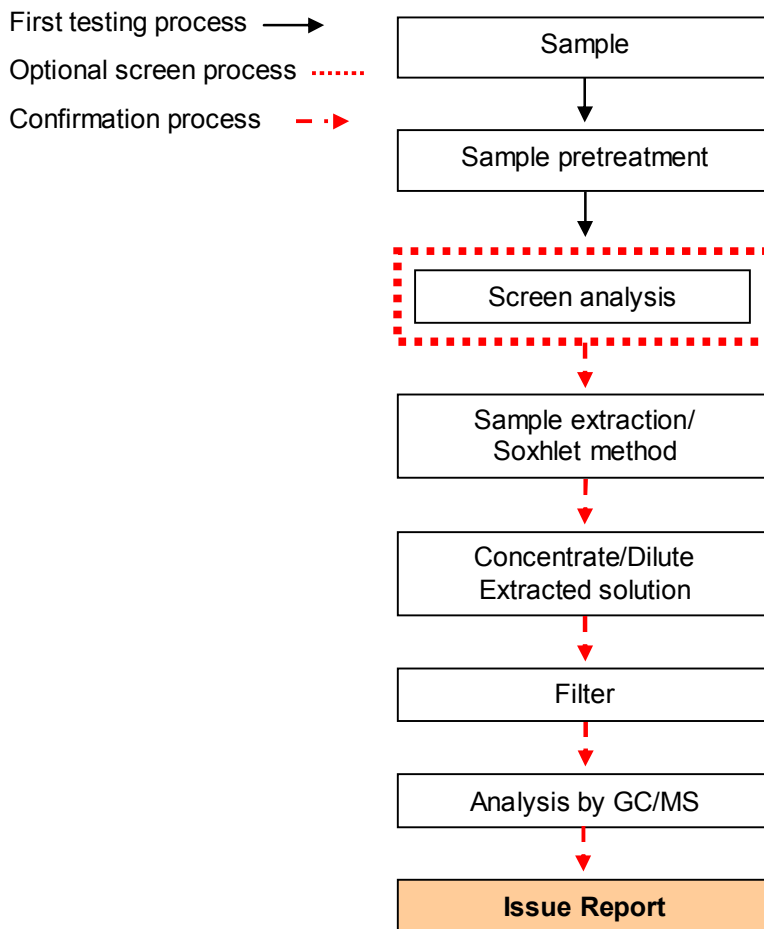 First testing process
Optional screen process
Confirmation process
Sample
Sample pretreatment
Screen analysis
Sample extraction/
Soxhlet method
Concentrate/Dilute
Extracted solution
Filter
Analysis by GC/MS
Issue Report